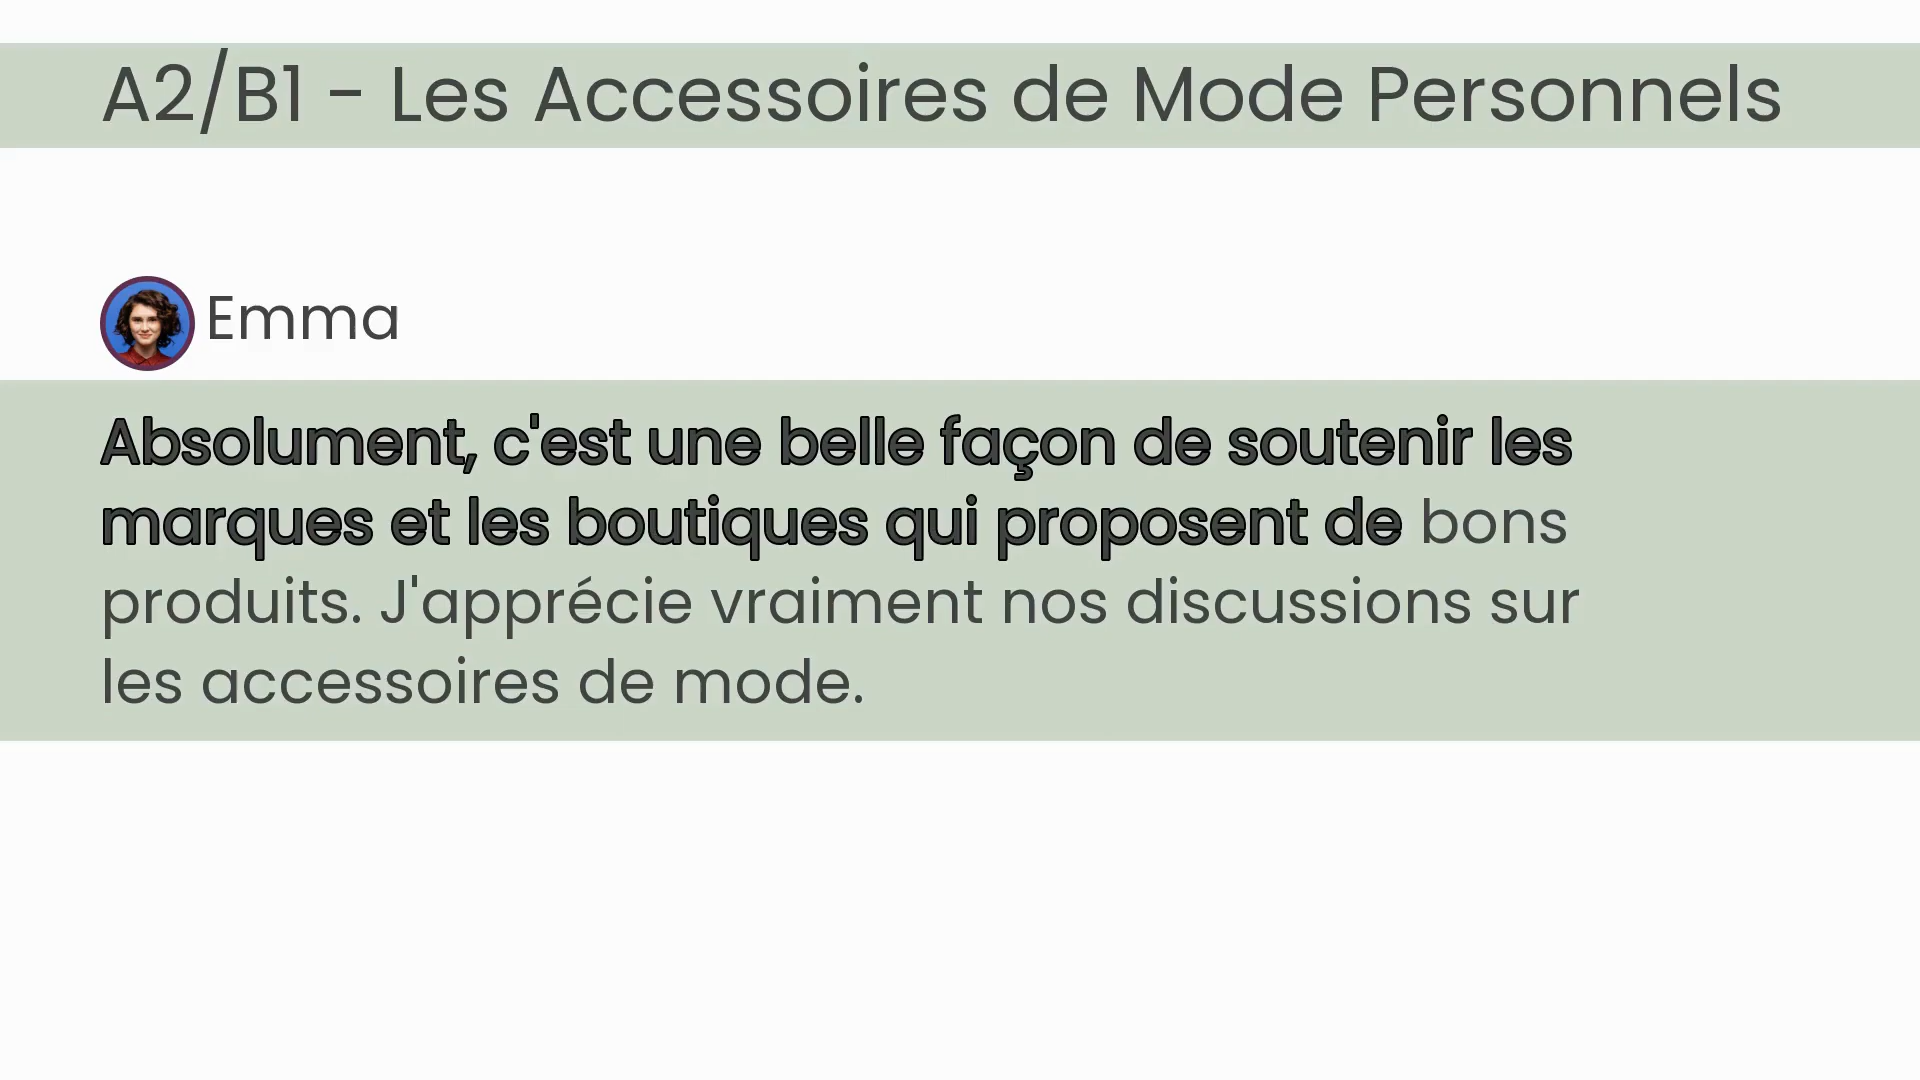 A2/B1 - Les Accessoires de Mode Personnels
Emma
Absolument, c'est une belle façon de soutenir les
marques et les boutiques qui proposent de bons
produits. J'apprécie vraiment nos discussions sur
les accessoires de mode.